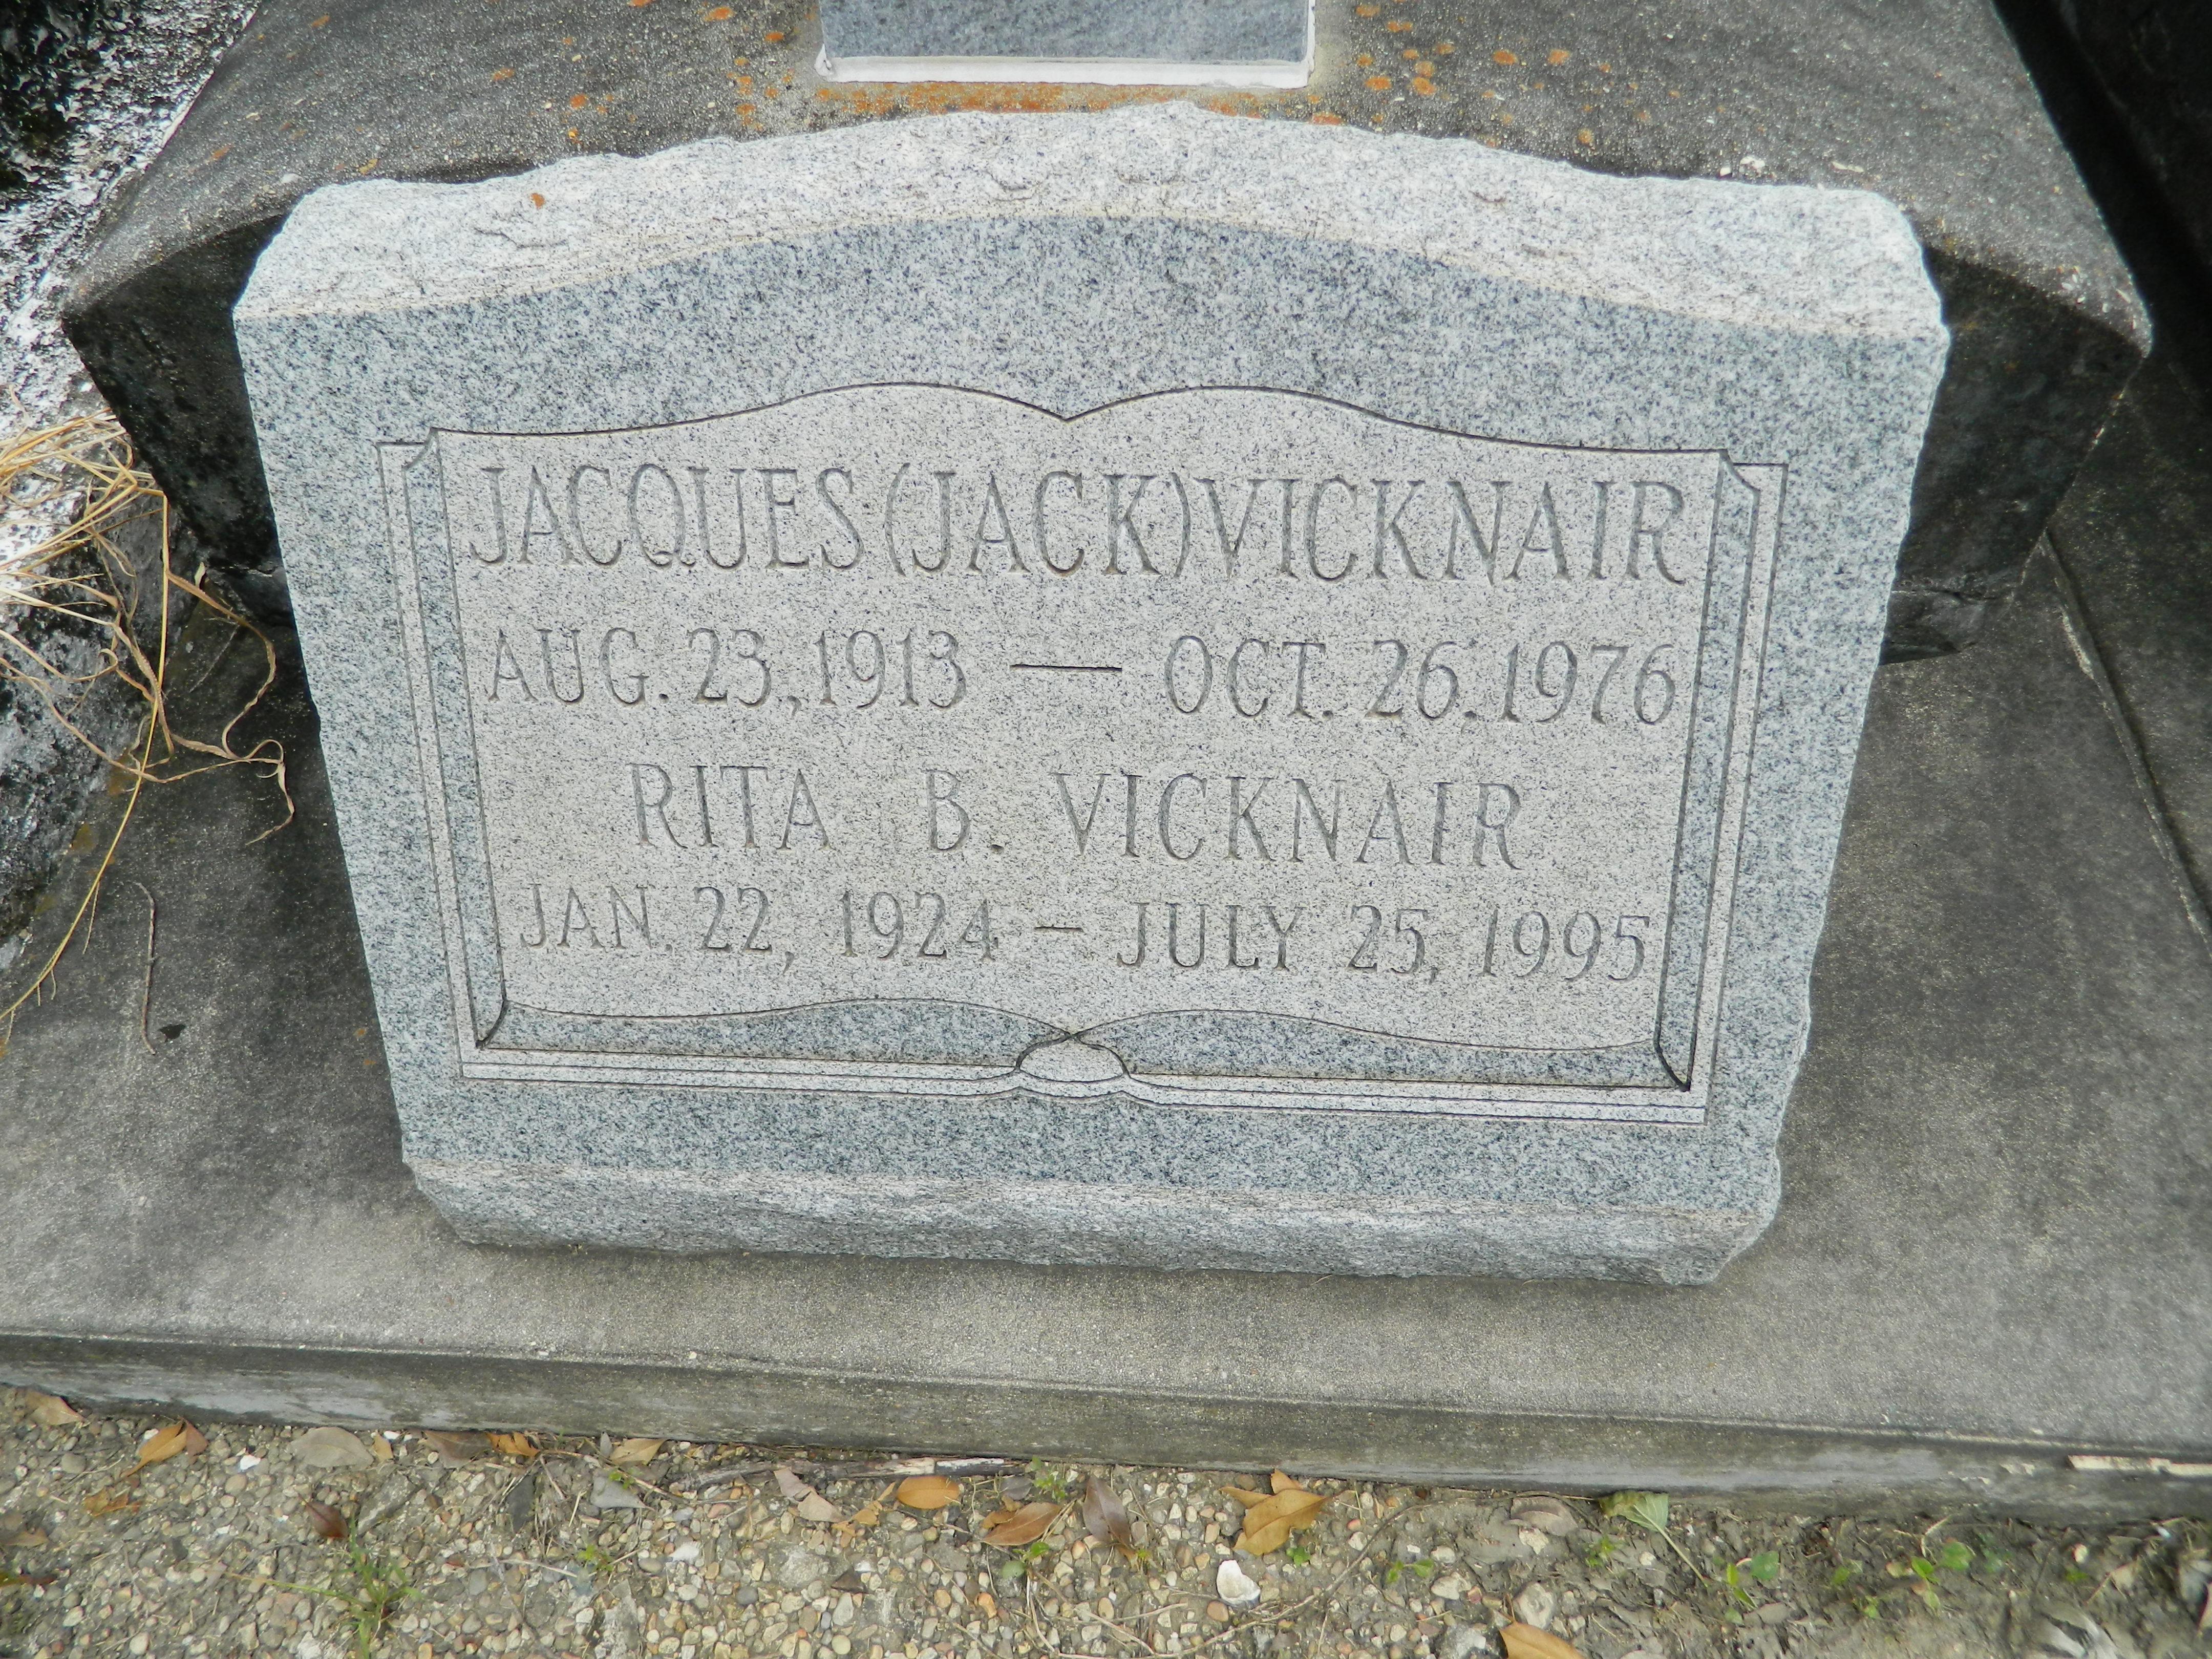 JACQUES (JACK) VICKNAIR
AUG. 23, 1913 — OCT. 26, 1976
RITA B. VICKNAIR
JAN. 22, 1924 — JULY 25, 1995